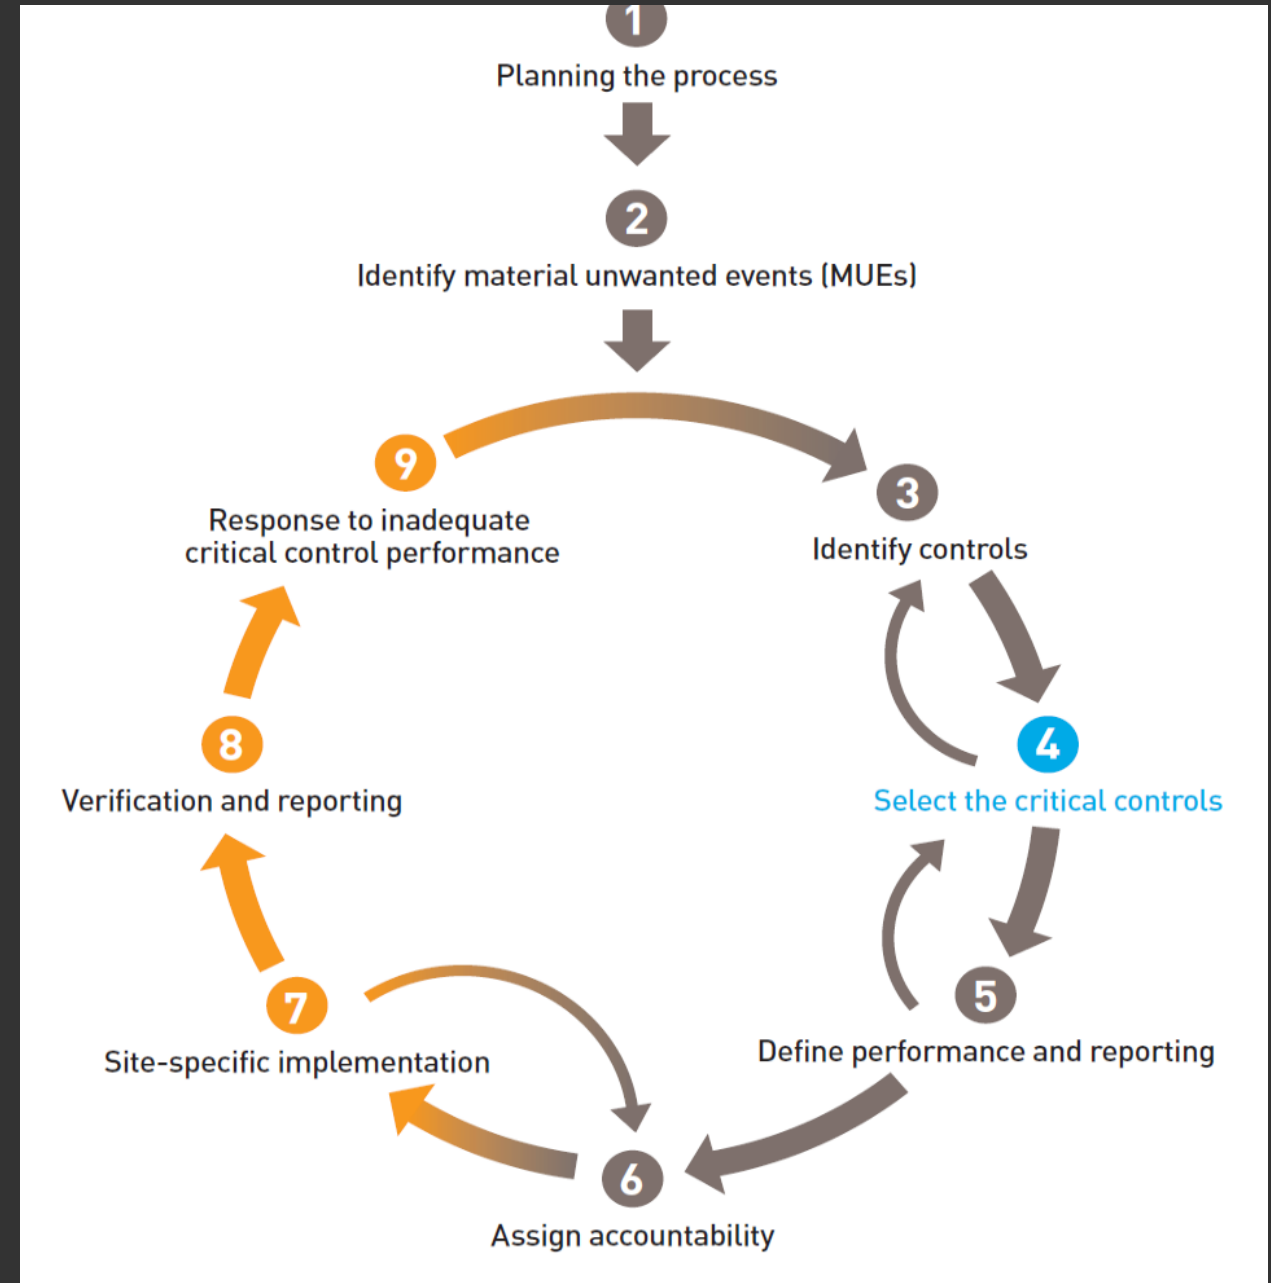 1
Planning the process
2
Identify material unwanted events (MUEs)
9
Response to inadequate
critical control performance
3
Identify controls
4
Select the critical controls
5
Define performance and reporting
6
Assign accountability
7
Site-specific implementation
8
Verification and reporting